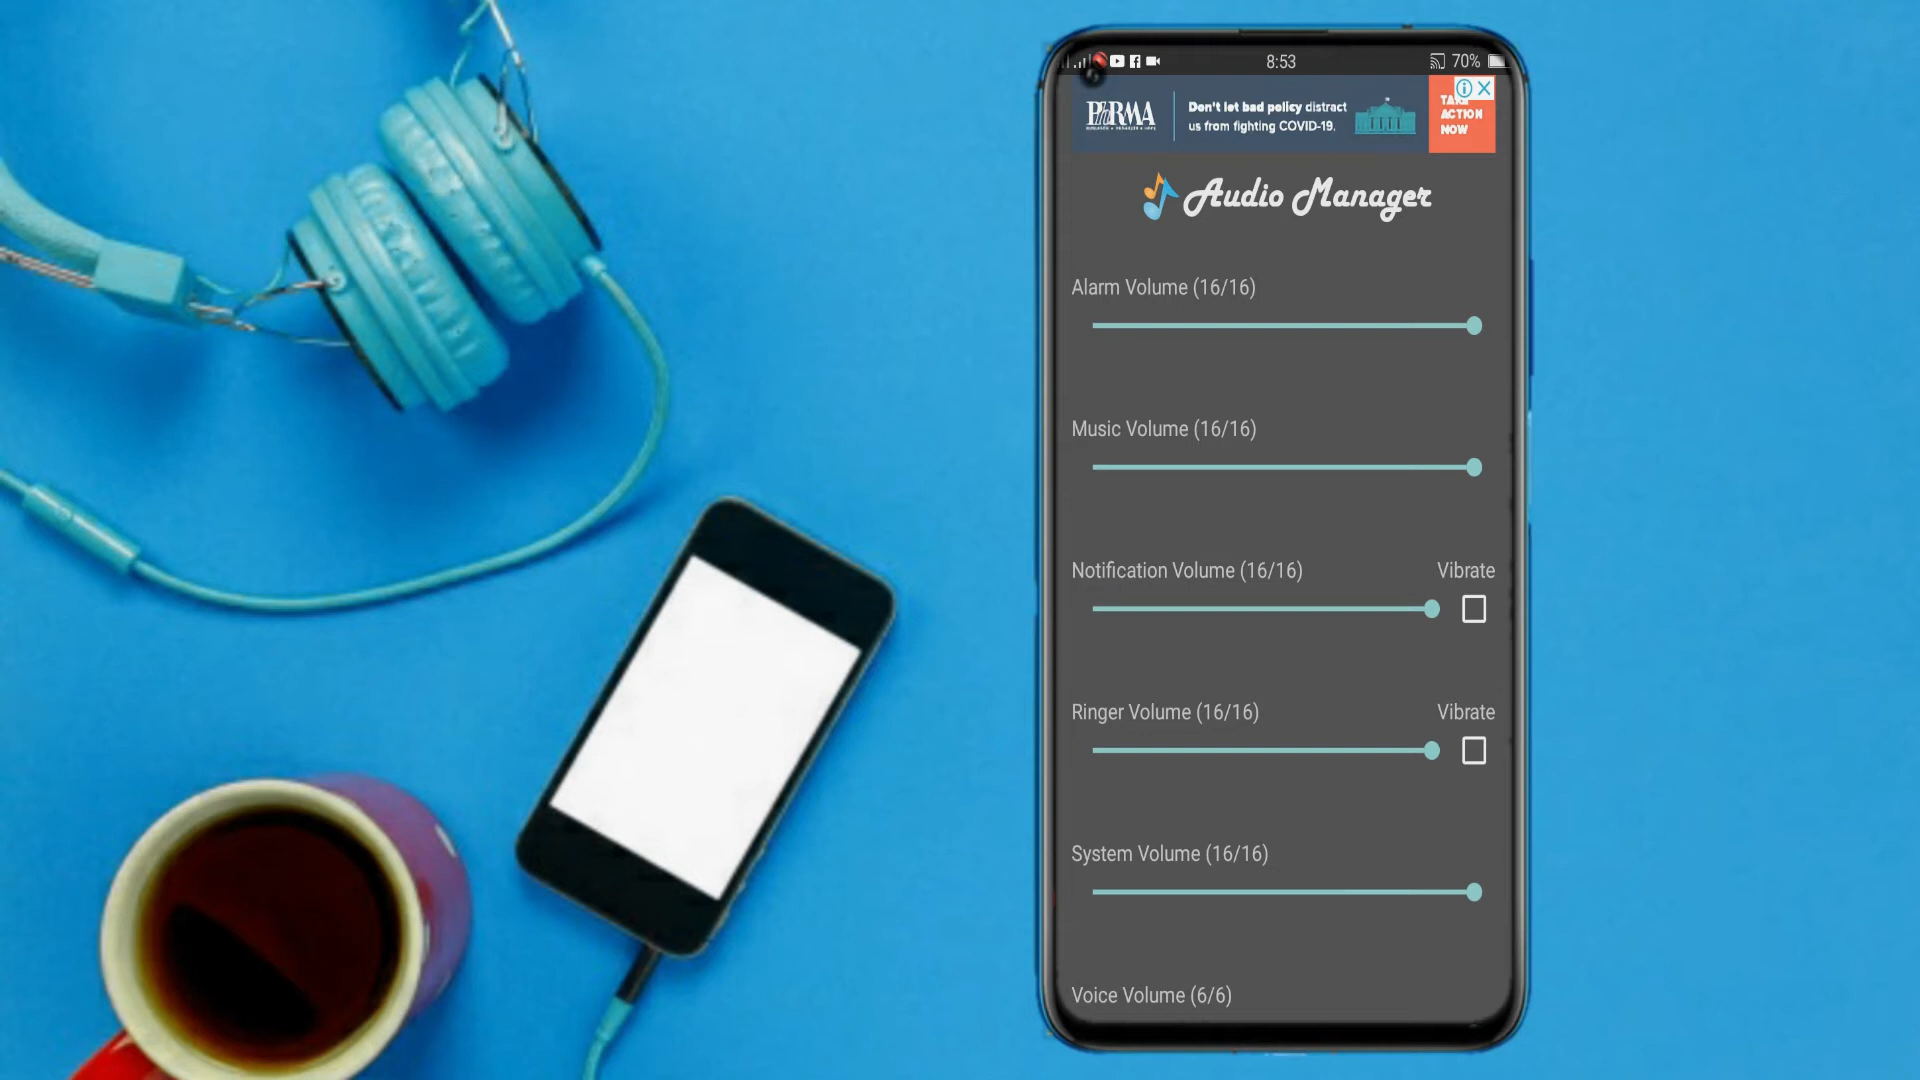 8:53
70%
PhRMA
Don't let bad policy distract
us from fighting COVID-19.
TAKE
ACTION
NOW
Audio Manager
Alarm Volume (16/16)
Music Volume (16/16)
Notification Volume (16/16) Vibrate
Ringer Volume (16/16) Vibrate
System Volume (16/16)
Voice Volume (6/6)